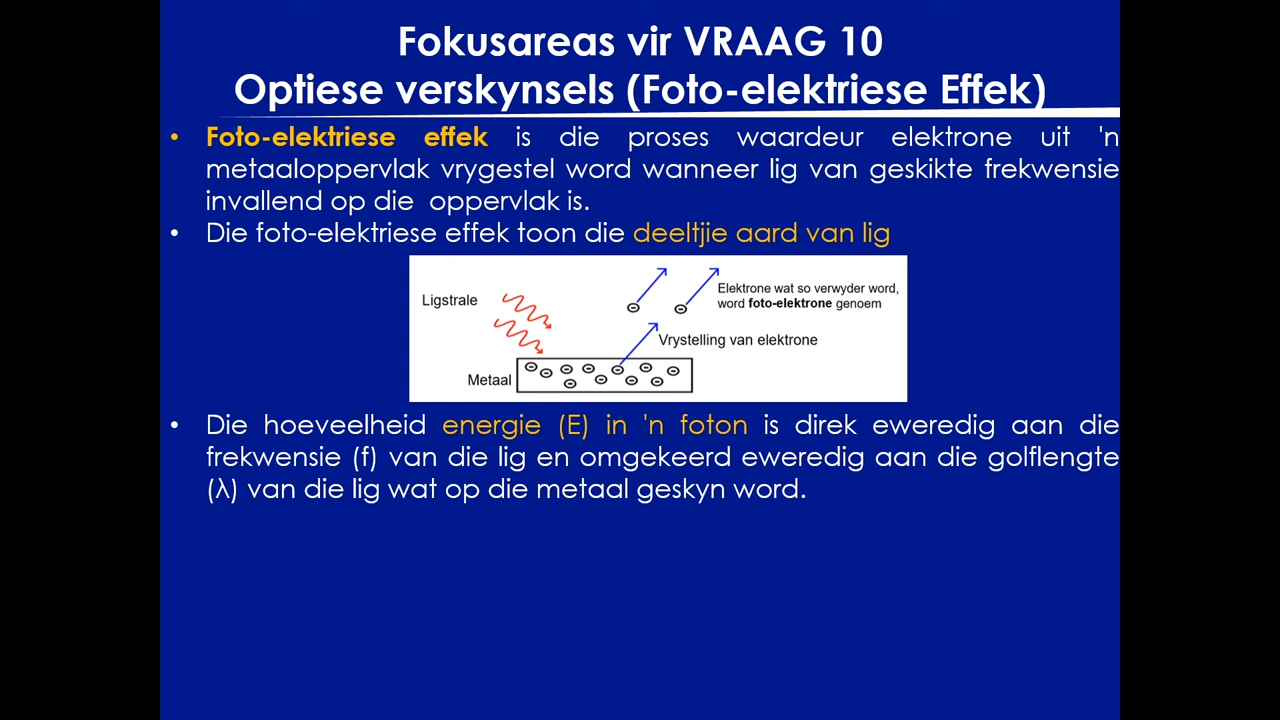 Fokusareas vir VRAAG 10
Optiese verskynsels (Foto-elektriese Effek)
• Foto-elektriese effek is die proses waardeur elektrone uit 'n
metaaloppervlak vrygestel word wanneer lig van geskikte frekwensie
invallend op die oppervlak is.
• Die foto-elektriese effek toon die deeltjie aard van lig
Ligstrale
Elektrone wat so verwyder word,
word foto-elektrone genoem
Vrystelling van elektrone
Metaal
• Die hoeveelheid energie (E) in 'n foton is direk eweredig aan die
frekwensie (f) van die lig en omgekeerd eweredig aan die golflengte
(λ) van die lig wat op die metaal geskyn word.